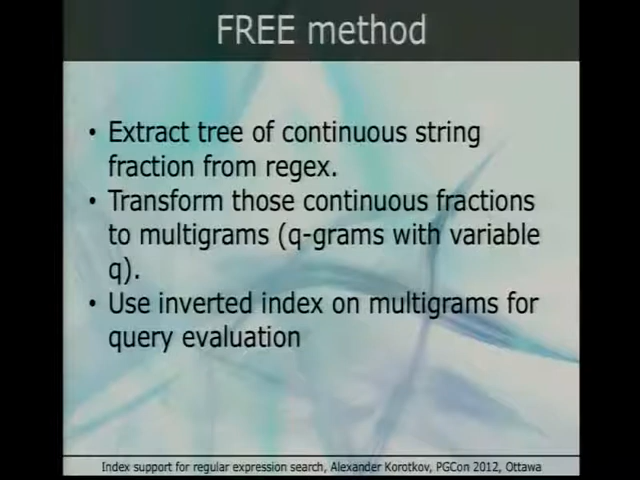 FREE method
• Extract tree of continuous string
fraction from regex.
• Transform those continuous fractions
to multigrams (q-grams with variable
q).
• Use inverted index on multigrams for
query evaluation
Index support for regular expression search, Alexander Korotkov, PGCon 2012, Ottawa